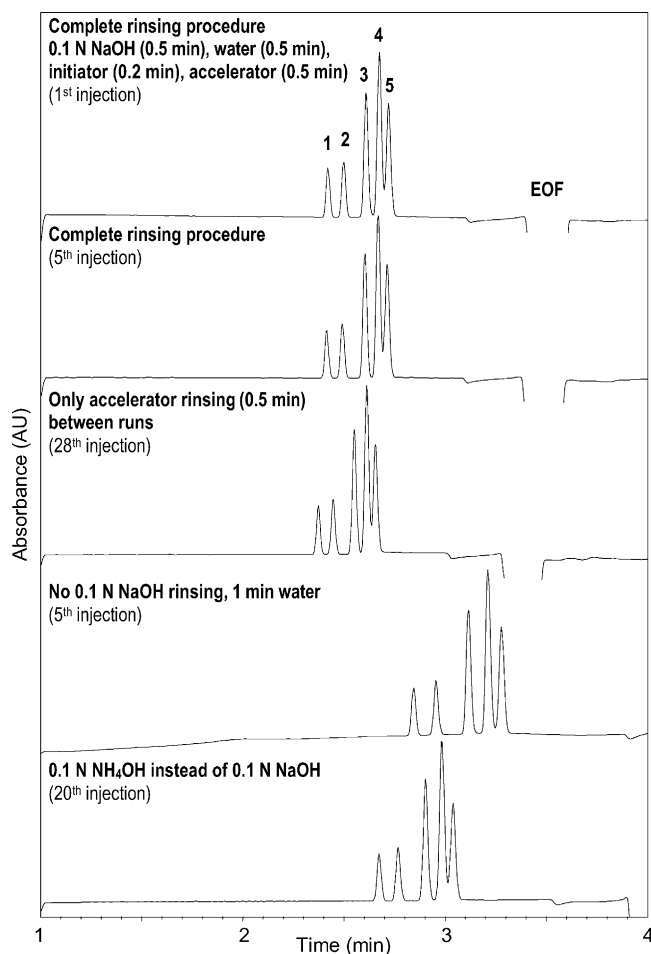 Complete rinsing procedure
0.1 N NaOH (0.5 min), water (0.5 min),
initiator (0.2 min), accelerator (0.5 min)
(1st injection)
1
2
3
4
5
EOF
Complete rinsing procedure
(5th injection)
Only accelerator rinsing (0.5 min)
between runs
(28th injection)
No 0.1 N NaOH rinsing, 1 min water
(5th injection)
0.1 N NH₄OH instead of 0.1 N NaOH
(20th injection)
Absorbance (AU)
1 2 3 4
Time (min)